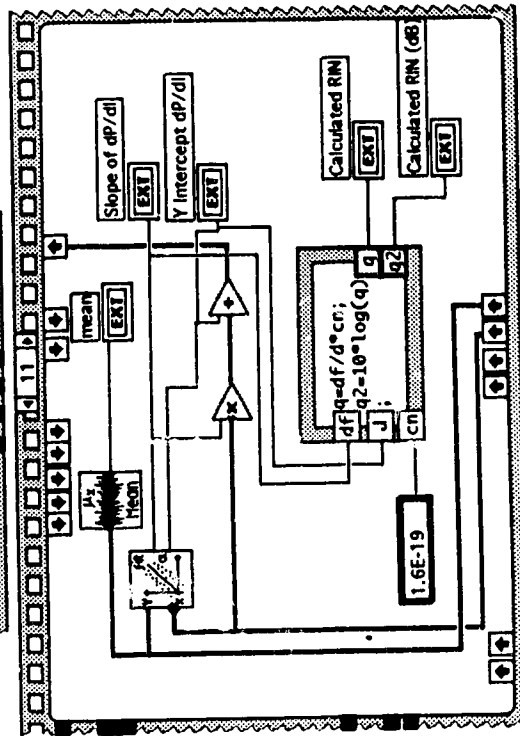 11
mean
EXT
Slope of dP/dI
EXT
Y Intercept dP/dI
EXT
μx
Mean
Y
X
Calculated RIN
EXT
Calculated RIN (dB)
EXT
df
J
cn
q=df/d*cn;
q2=10*log(q)
;
q
q2
1.6E-19
x
+